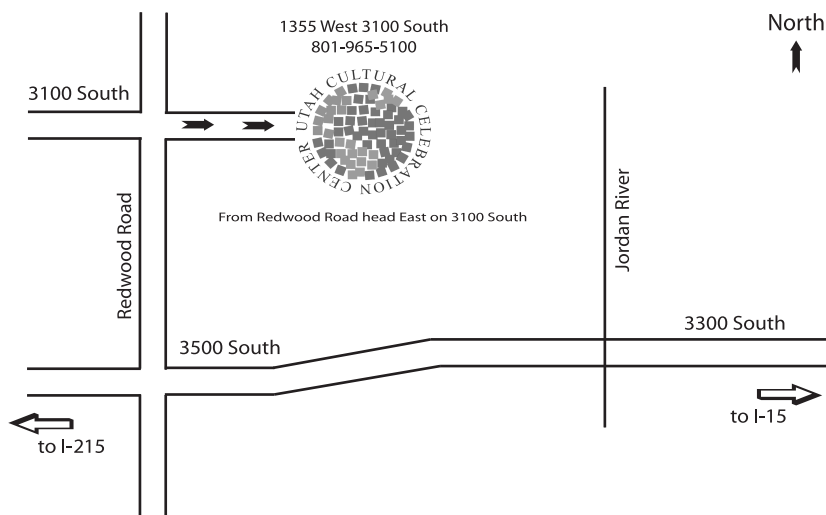 1355 West 3100 South
801-965-5100
North
3100 South
UTAH CULTURAL CELEBRATION CENTER
From Redwood Road head East on 3100 South
Redwood Road
Jordan River
3500 South
3300 South
to I-215
to I-15